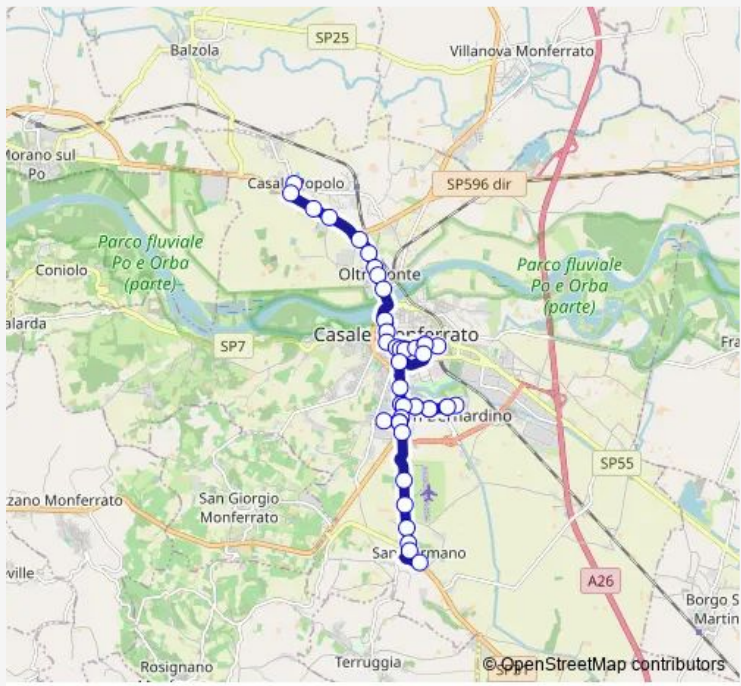 SP25
Balzola
Villanova Monferrato
Morano sul
Po
Casale Popolo
SP596 dir
Parco fluviale
Po e Orba
(parte)
Parco fluviale
Po e Orba
(parte)
Coniolo
Oltreponte
SP7
Casale Monferrato
Fra
San Bernardino
SP55
zano Monferrato
San Giorgio
Monferrato
San Germano
ville
A26
Borgo S
Martin
Rosignano
Terruggia
© OpenStreetMap contributors